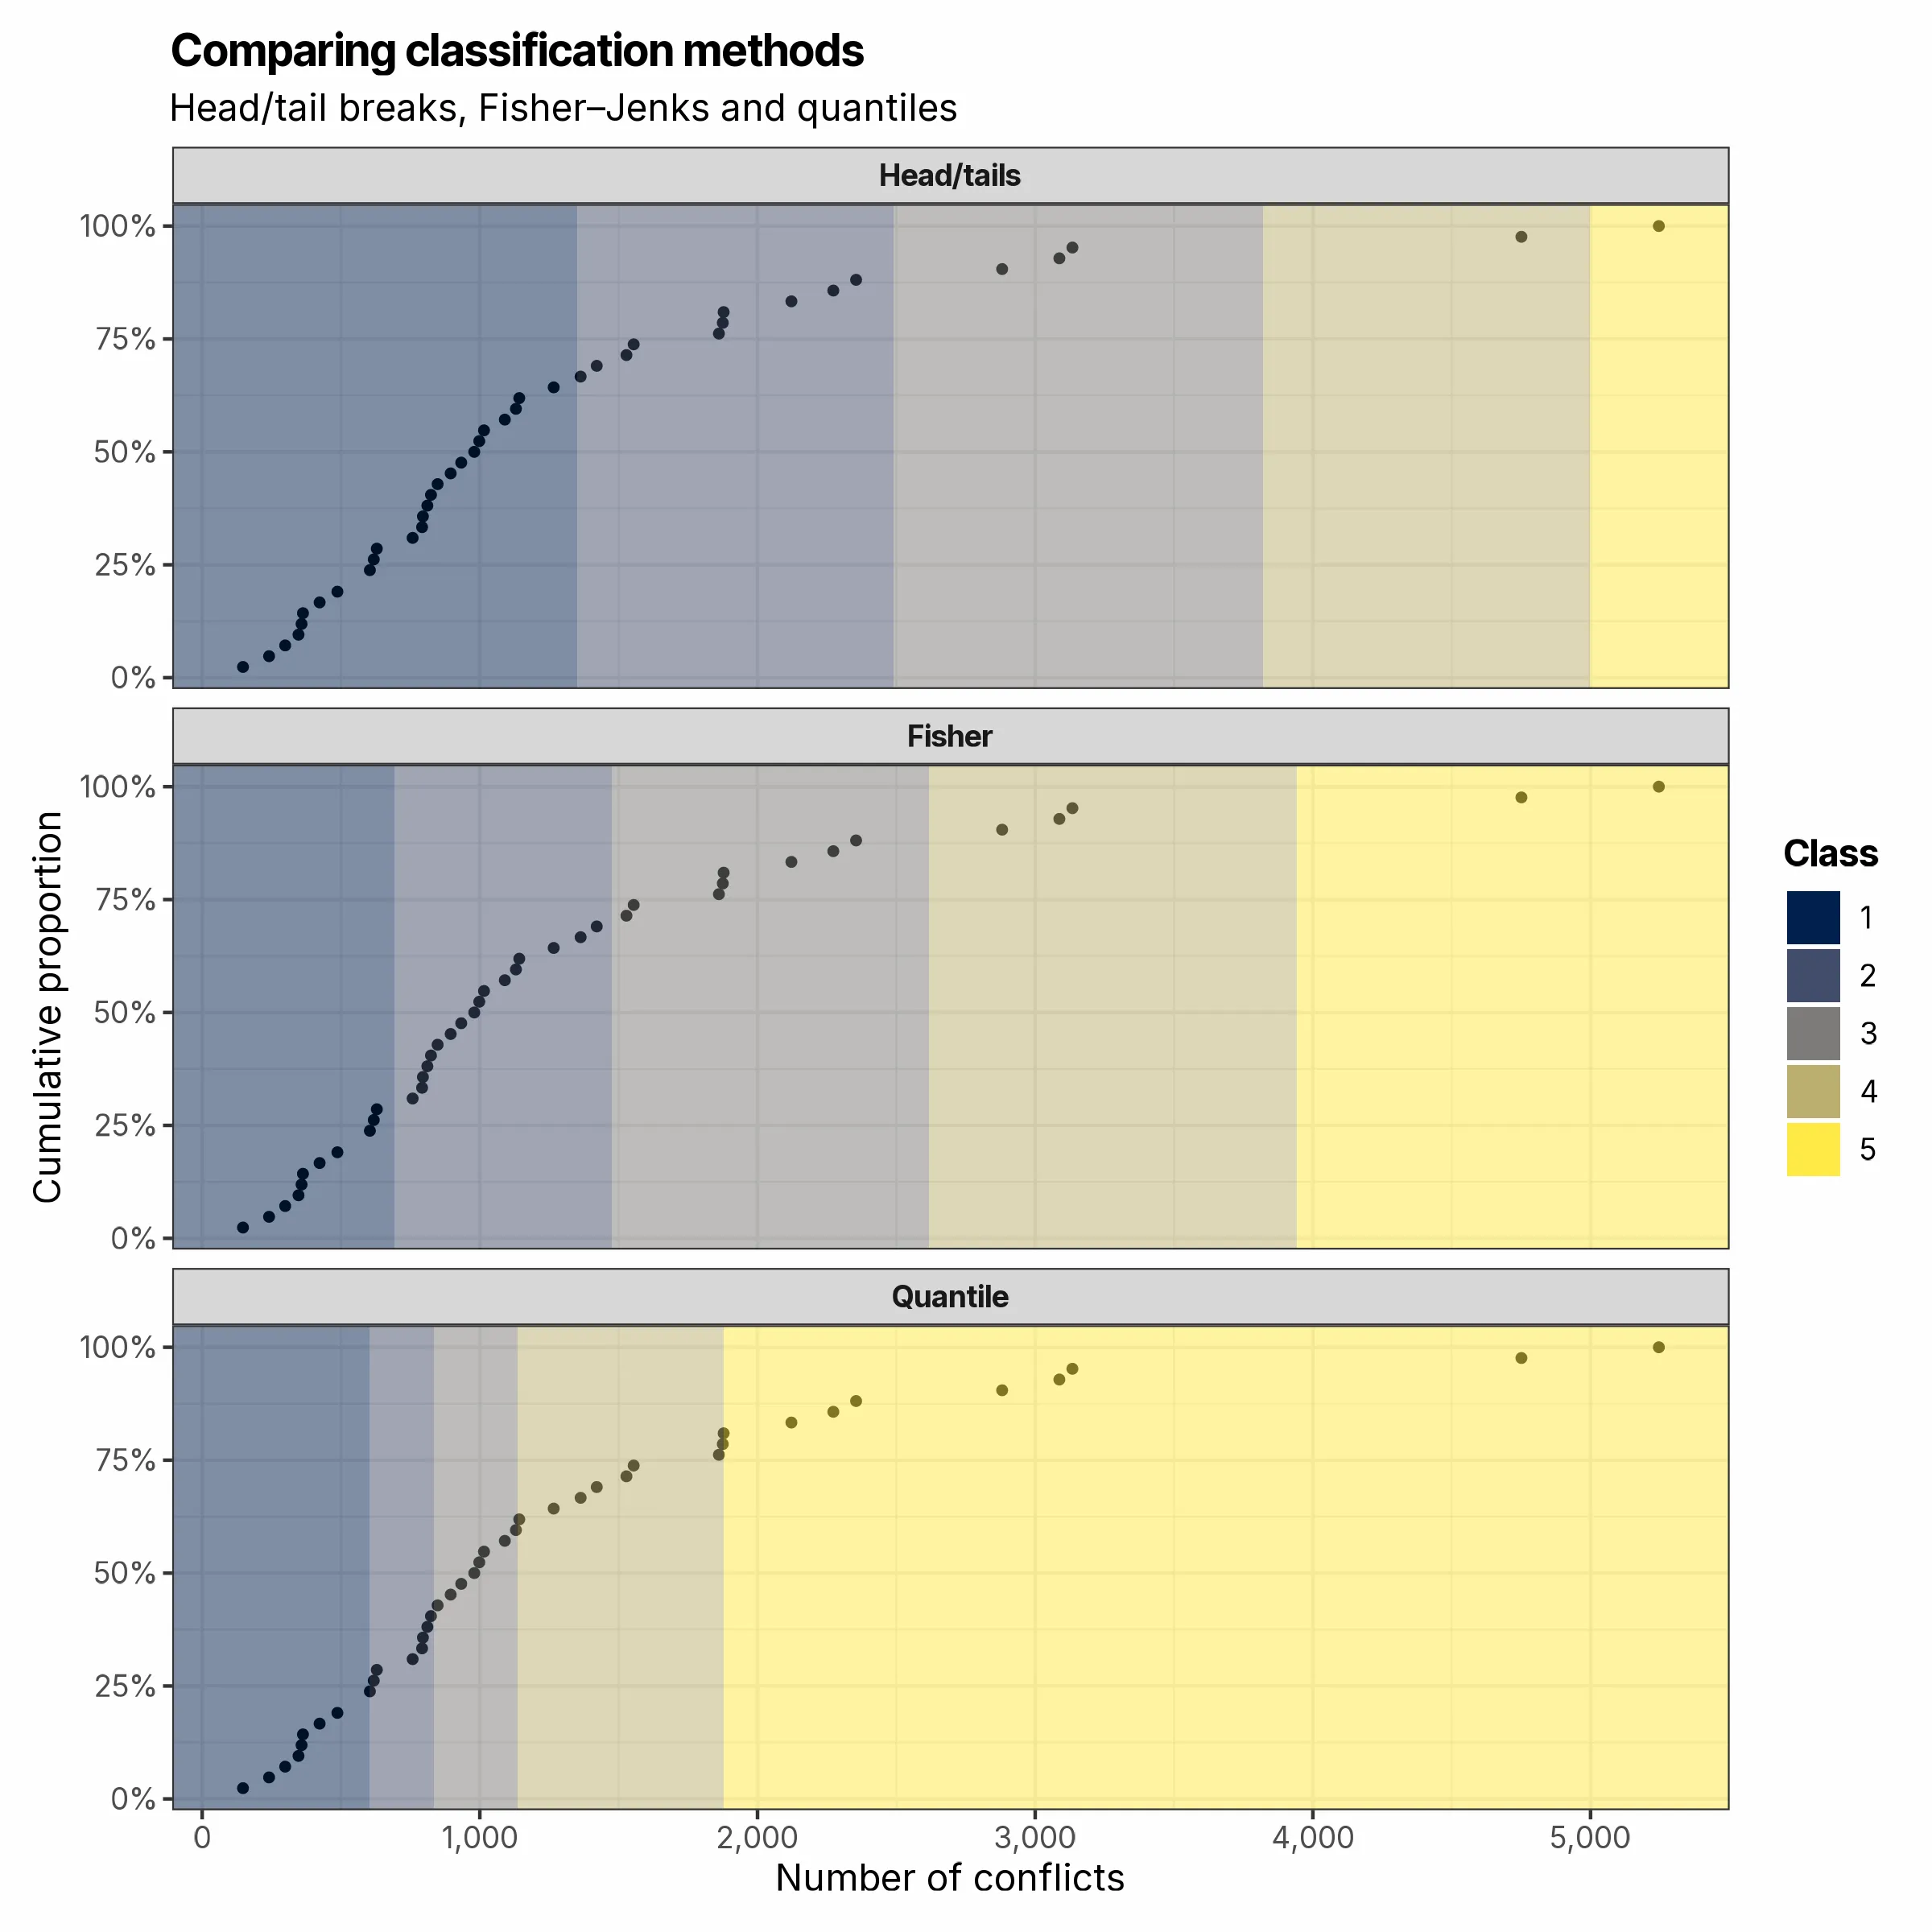 Comparing classification methods
Head/tail breaks, Fisher–Jenks and quantiles
Head/tails
100%
75%
50%
25%
0%
Fisher
100%
75%
50%
25%
0%
Quantile
100%
75%
50%
25%
0%
0 1,000 2,000 3,000 4,000 5,000
Number of conflicts
Cumulative proportion
Class
1
2
3
4
5